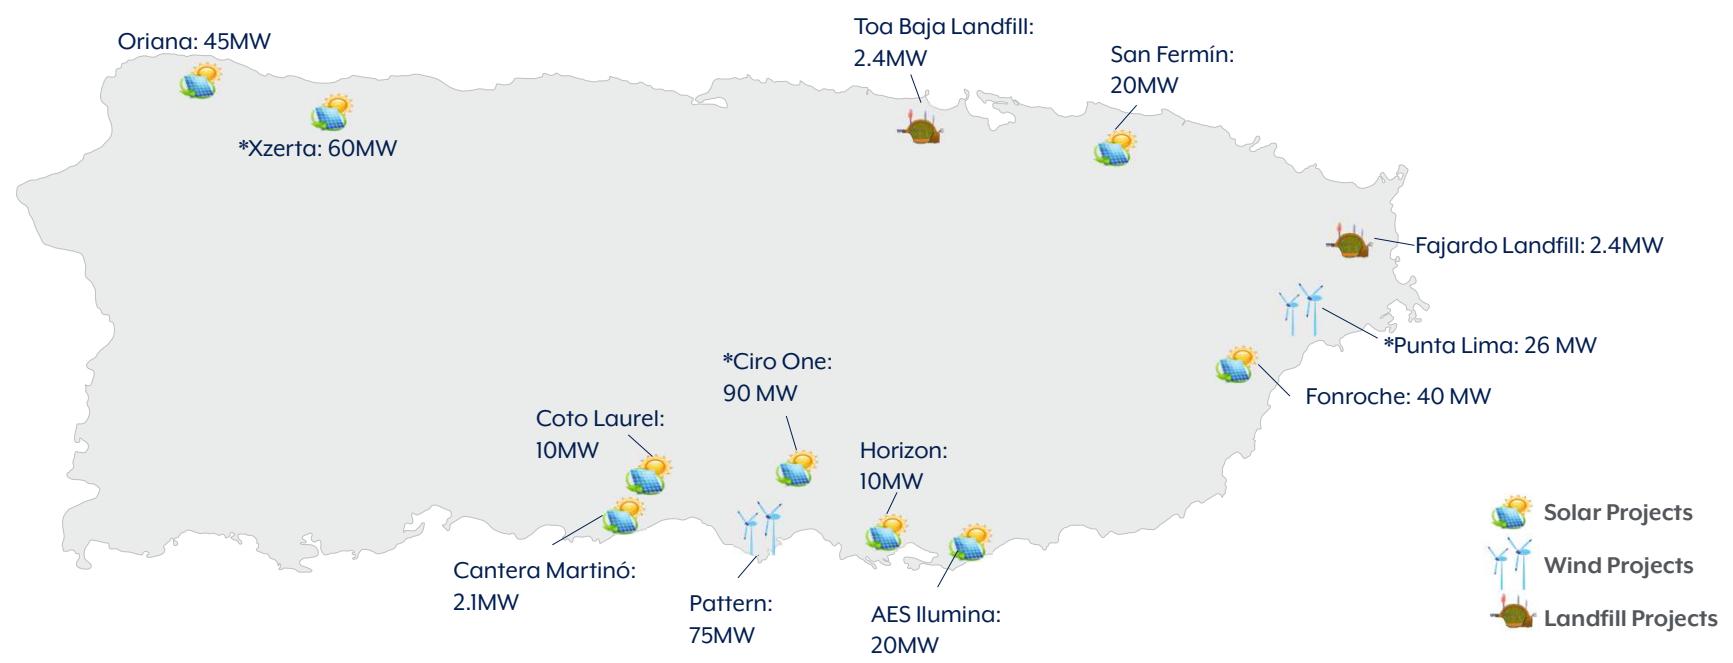 Oriana: 45MW
*Xzerta: 60MW
Toa Baja Landfill:
2.4MW
San Fermín:
20MW
Fajardo Landfill: 2.4MW
*Punta Lima: 26 MW
Fonroche: 40 MW
*Ciro One:
90 MW
Coto Laurel:
10MW
Horizon:
10MW
Cantera Martinó:
2.1MW
Pattern:
75MW
AES Ilumina:
20MW
Solar Projects
Wind Projects
Landfill Projects